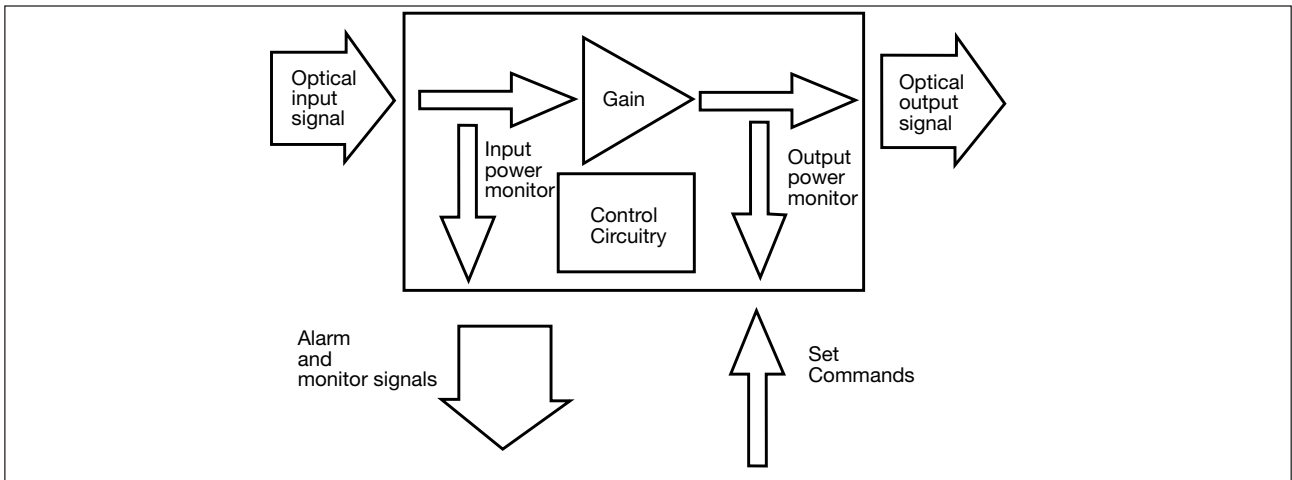 Optical
input
signal
Gain
Optical
output
signal
Input
power
monitor
Output
power
monitor
Control
Circuitry
Alarm
and
monitor signals
Set
Commands